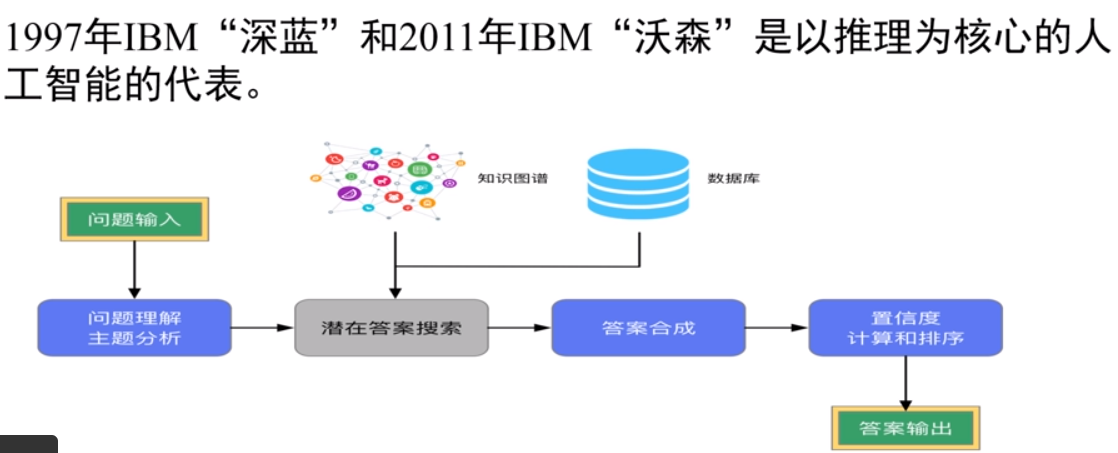 1997年IBM“深蓝”和2011年IBM“沃森”是以推理为核心的人
工智能的代表。
知识图谱
数据库
问题输入
问题理解
主题分析
潜在答案搜索
答案合成
置信度
计算和排序
答案输出